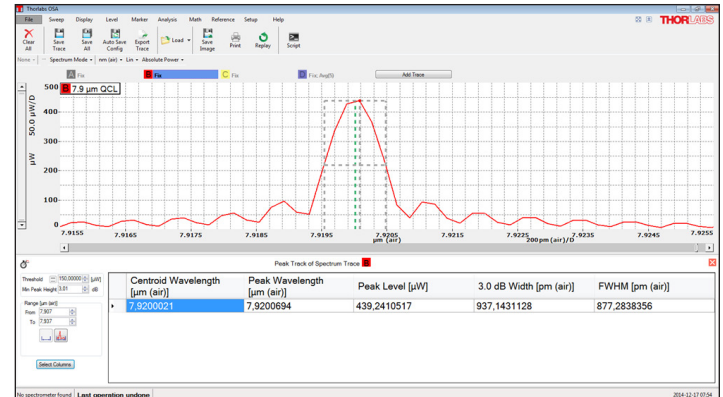 Thorlabs OSA
File Sweep Display Level Marker Analysis Math Reference Setup Help
THORLABS
Clear All
Save Trace
Save All
Auto Save Config
Export Trace
Load
Save Image
Print
Replay
Script
None - Spectrum Mode - nm (air) - Lin - Absolute Power -
A Fix B Fix C Fix D Fix; Avg(5) Add Trace
B 7.9 µm QCL
500
400
300
200
100
0
50.0 µW/D
µW
7.9155 7.9165 7.9175 7.9185 7.9195 7.9205 7.9215 7.9225 7.9235 7.9245 7.9255
µm (air) 200pm (air)/D
Peak Track of Spectrum Trace B
Threshold 150,00000 [µW]
Min Peak Height 3,01 dB
Range [µm (air)]
From 7,907
To 7,937
Select Columns
Centroid Wavelength [µm (air)] Peak Wavelength [µm (air)] Peak Level [µW] 3.0 dB Width [pm (air)] FWHM [pm (air)]
7,9200021 7,9200694 439,2410517 937,1431128 877,2838356
No spectrometer found Last operation undone 2014-12-17 07:54